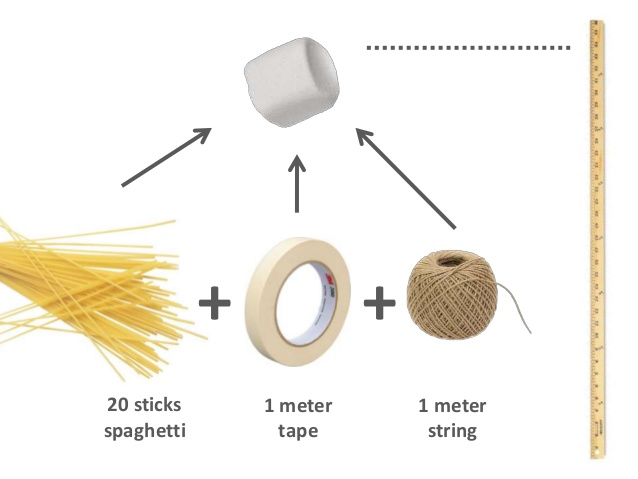 20 sticks
spaghetti
1 meter
tape
1 meter
string